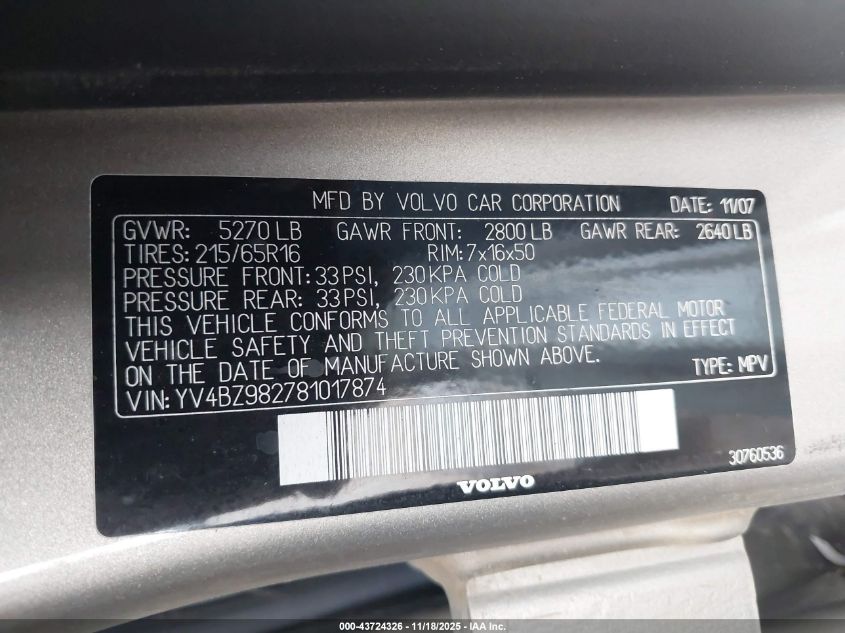 MFD BY VOLVO CAR CORPORATION DATE: 11/07
GVWR: 5270 LB GAWR FRONT: 2800 LB GAWR REAR: 2640 LB
TIRES: 215/65R16 RIM: 7x16x50
PRESSURE FRONT: 33 PSI, 230 KPA COLD
PRESSURE REAR: 33 PSI, 230 KPA COLD
THIS VEHICLE CONFORMS TO ALL APPLICABLE FEDERAL MOTOR
VEHICLE SAFETY AND THEFT PREVENTION STANDARDS IN EFFECT
ON THE DATE OF MANUFACTURE SHOWN ABOVE. TYPE: MPV
VIN: YV4BZ982781017874
30760536
VOLVO
000-43724326 - 11/18/2025 - IAA Inc.